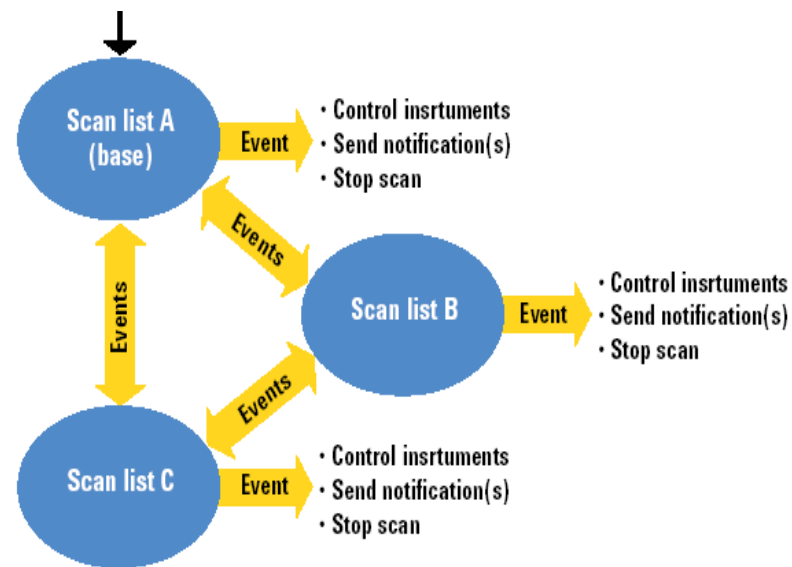 Scan list A
(base)
Event
· Control insrtuments
· Send notification(s)
· Stop scan
Events
Events
Scan list B
Event
· Control insrtuments
· Send notification(s)
· Stop scan
Events
Scan list C
Event
· Control insrtuments
· Send notification(s)
· Stop scan